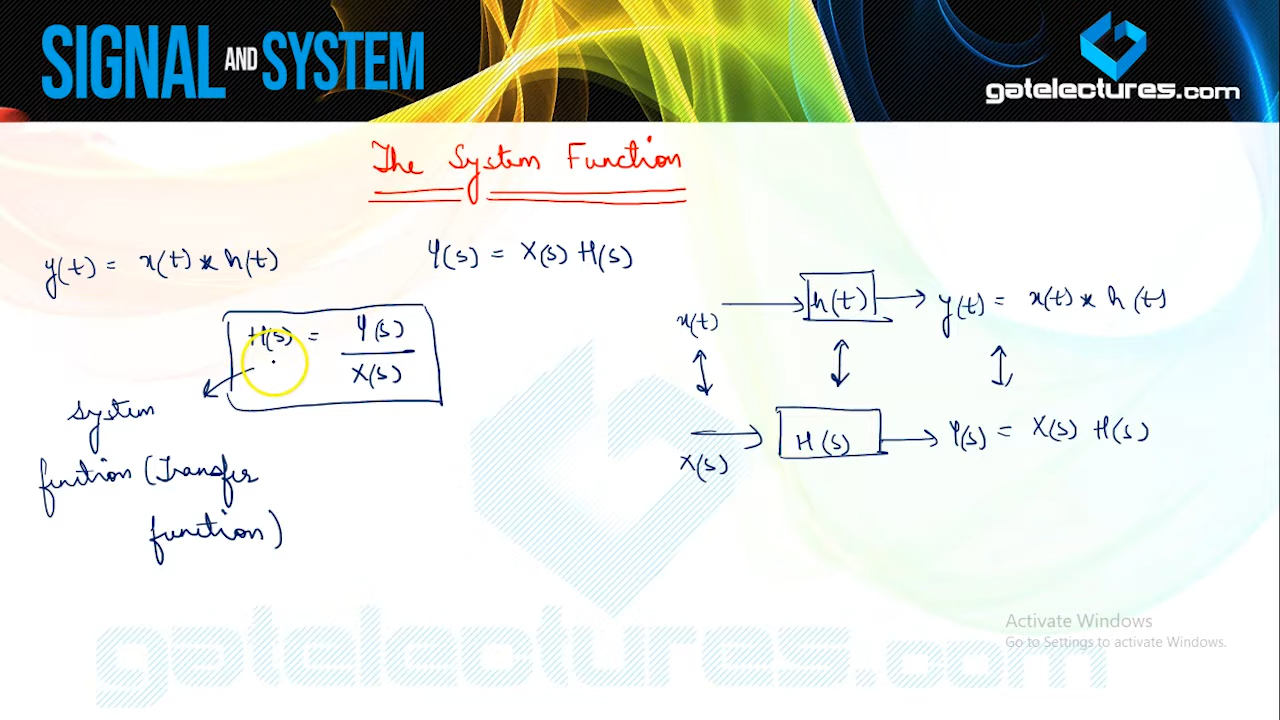 SIGNAL AND SYSTEM
gatelectures.com
The System Function
y(t) = x(t) * h(t)
Y(s) = X(s) H(s)
H(s) = Y(s) / X(s)
System
function (Transfer
function)
x(t)
h(t)
y(t) = x(t) * h(t)
X(s)
H(s)
Y(s) = X(s) H(s)
Activate Windows
Go to Settings to activate Windows.
gatelectures.com